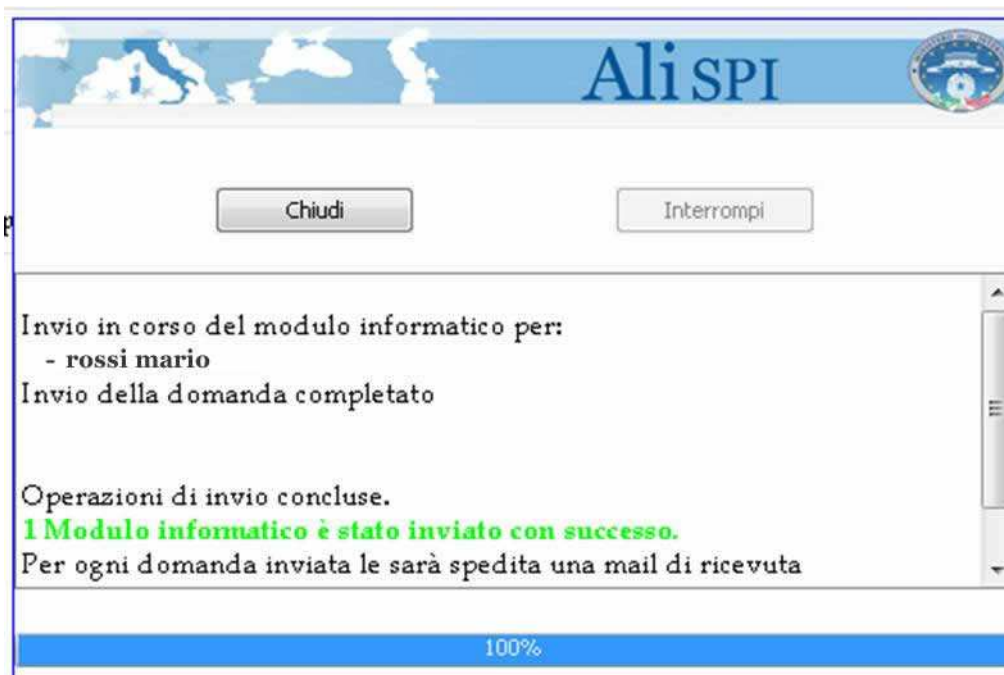 Ali SPI
Chiudi Interrompi
Invio in corso del modulo informatico per:
- rossi mario
Invio della domanda completato
Operazioni di invio concluse.
1 Modulo informatico è stato inviato con successo.
Per ogni domanda inviata le sarà spedita una mail di ricevuta
100%